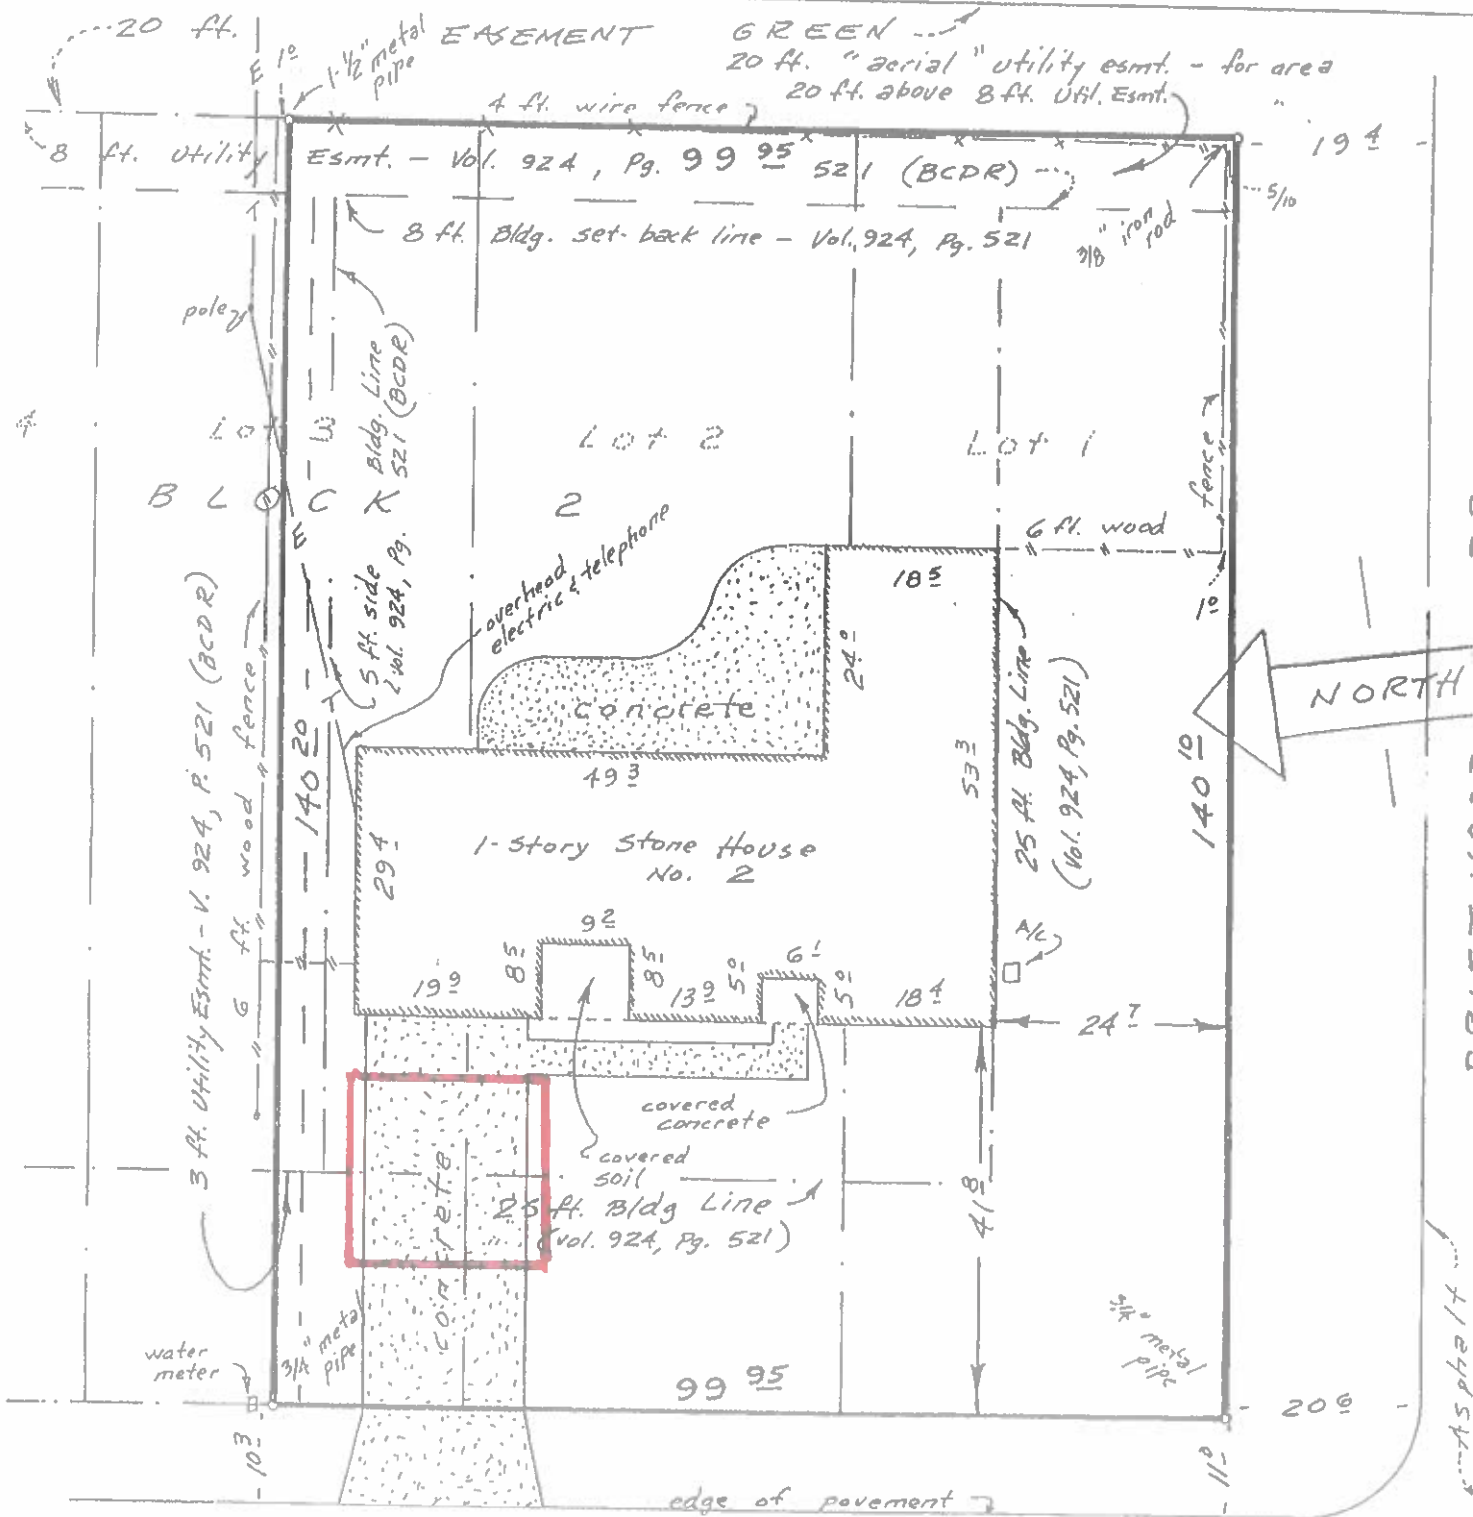 20 ft.
EASEMENT
GREEN
E
1º
1-½" metal
pipe
20 ft. "aerial" utility esmt. - for area
20 ft. above 8 ft. Util. Esmt.
4 ft. wire fence
8 ft. Utility Esmt. - Vol. 924, Pg. 521 (BCDR)
99 95
19 4
5/10
3/8" iron
rod
8 ft. Bldg. set-back line - Vol. 924, Pg. 521
pole
Lot 3
Lot 2
Lot 1
BLOCK 2
E
5 ft. side Bldg. Line
Vol. 924, Pg. 521 (BCDR)
overhead
electric & telephone
fence
6 ft. wood
1º
18 5
24 0
concrete
49 3
53 3
25 ft. Bldg. Line
(Vol. 924, Pg. 521)
NORTH
140 10
140 20
3 ft. Utility Esmt. - V. 924, P. 521 (BCDR)
6 ft. wood fence
29 4
1-Story Stone House
No. 2
A/C
9 2
6 1
19 9
8 5
8 5
13 9
5 0
5 0
18 4
24 7
covered
concrete
covered
soil
25 ft. Bldg Line
(Vol. 924, Pg. 521)
41 8
concrete
water
meter
3/4" metal
pipe
99 95
3/4" metal
pipe
20 6
10 3
11 0
edge of pavement
Asphalt